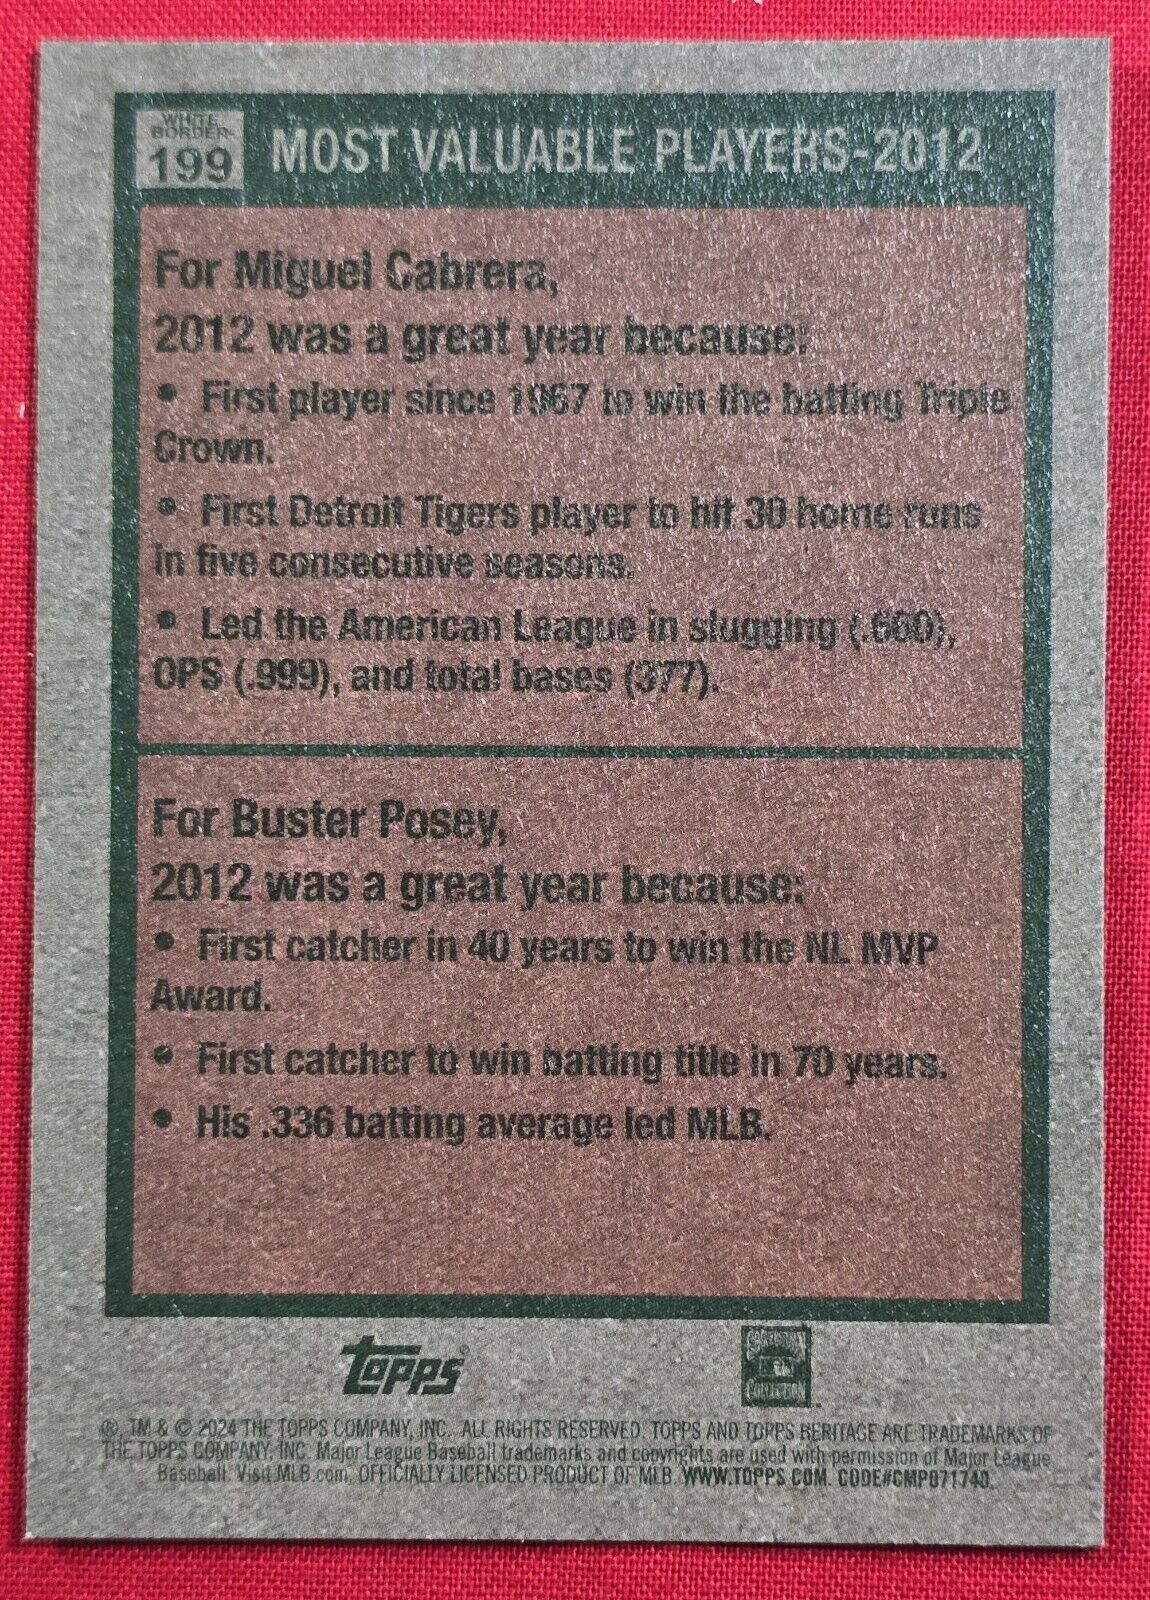 WHITE
BORDER
199
MOST VALUABLE PLAYERS-2012
For Miguel Cabrera,
2012 was a great year because:
• First player since 1967 to win the batting Triple
Crown.
• First Detroit Tigers player to hit 30 home runs
in five consecutive seasons.
• Led the American League in slugging (.606),
OPS (.999), and total bases (377).
For Buster Posey,
2012 was a great year because:
• First catcher in 40 years to win the NL MVP
Award.
• First catcher to win batting title in 70 years.
• His .336 batting average led MLB.
topps®
COLLECTION
®, TM & © 2024 THE TOPPS COMPANY, INC. ALL RIGHTS RESERVED. TOPPS AND TOPPS HERITAGE ARE TRADEMARKS OF
THE TOPPS COMPANY, INC. Major League Baseball trademarks and copyrights are used with permission of Major League
Baseball. Visit MLB.com. OFFICIALLY LICENSED PRODUCT OF MLB. WWW.TOPPS.COM. CODE#CMP071740.